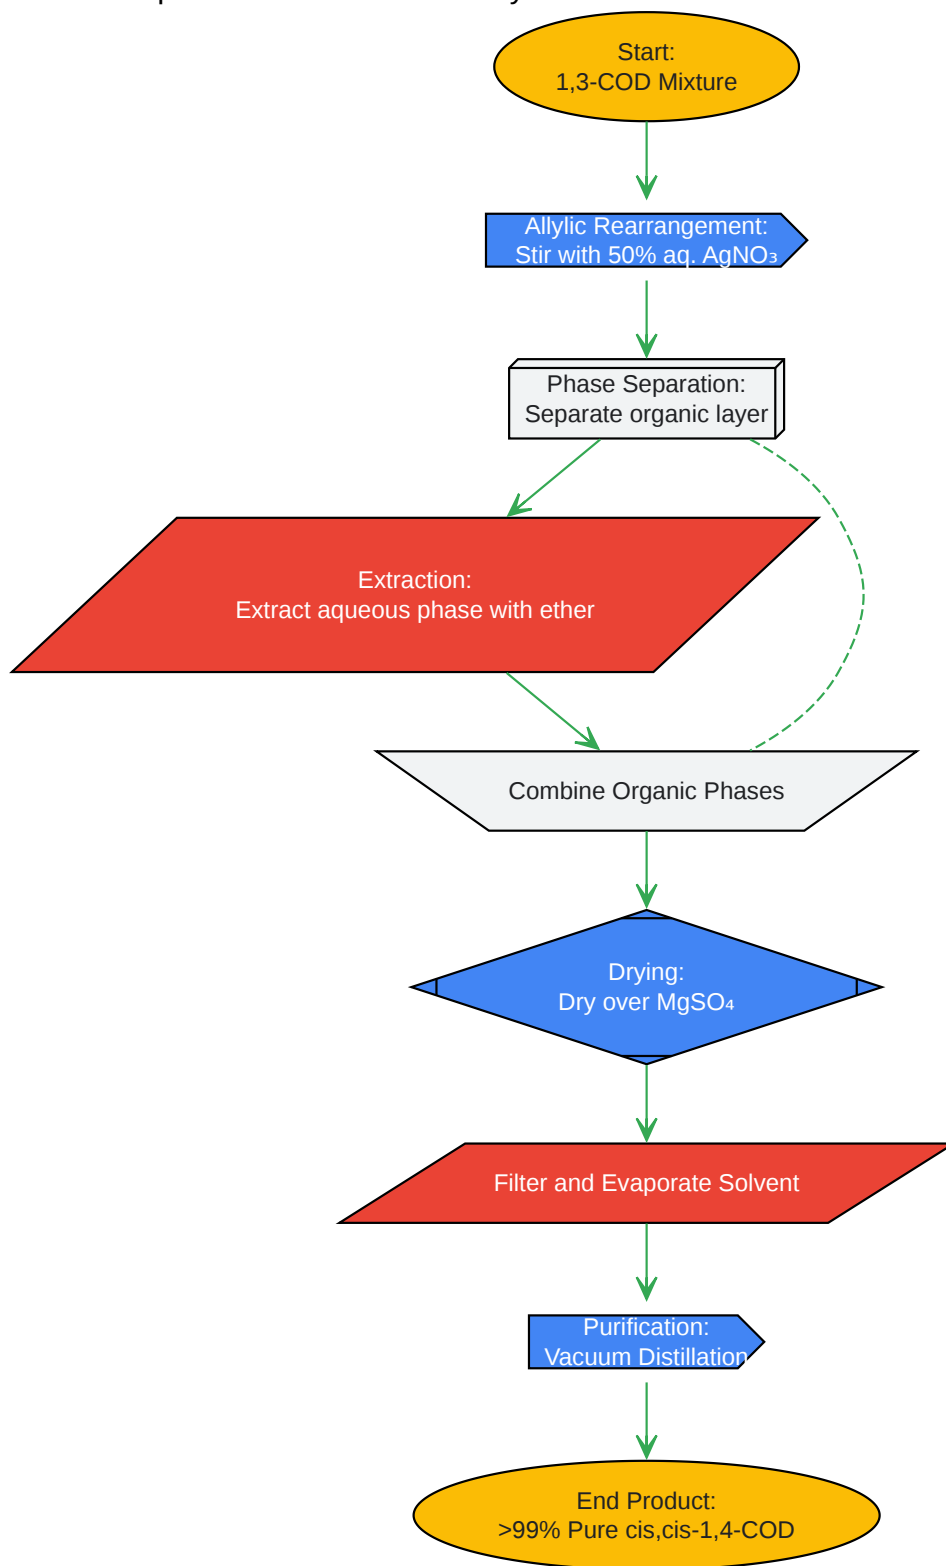 Start:
1,3-COD Mixture
Allylic Rearrangement:
Stir with 50% aq. AgNO₃
Phase Separation:
Separate organic layer
Extraction:
Extract aqueous phase with ether
Combine Organic Phases
Drying:
Dry over MgSO₄
Filter and Evaporate Solvent
Purification:
Vacuum Distillation
End Product:
>99% Pure cis,cis-1,4-COD